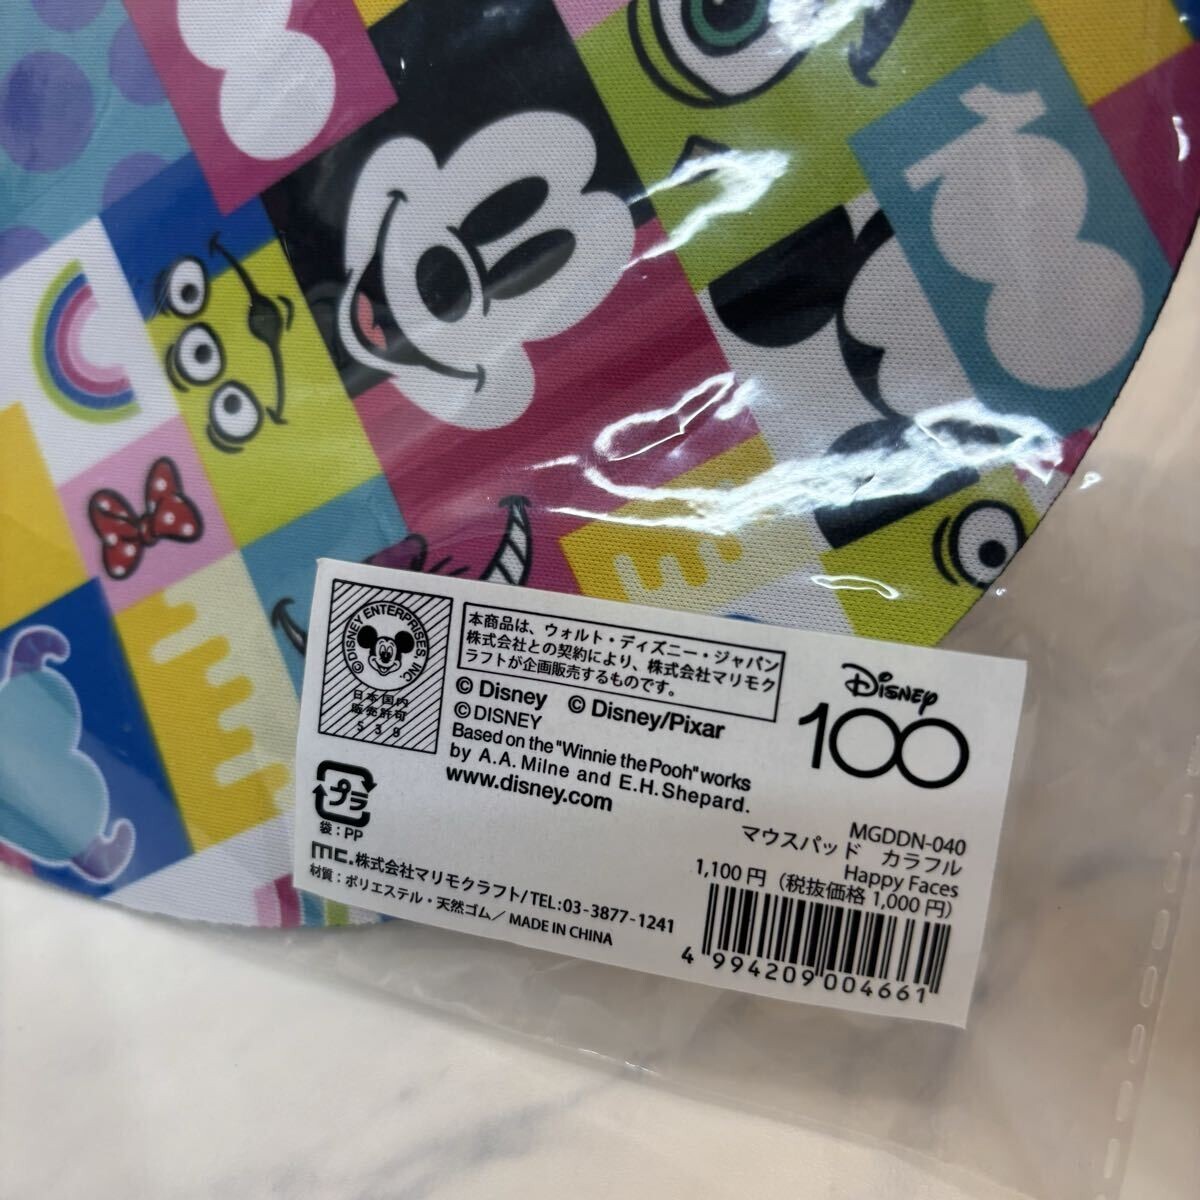 © DISNEY ENTERPRISES, INC.
日本国内
販売許可
539
本商品は、ウォルト・ディズニー・ジャパン
株式会社との契約により、株式会社マリモク
ラフトが企画販売するものです。
© Disney © Disney/Pixar
© DISNEY
Based on the "Winnie the Pooh" works
by A.A. Milne and E.H. Shepard.
www.disney.com
Disney
100
プラ
袋：PP
MGDDN-040
マウスパッド カラフル
Happy Faces
1,100円（税抜価格 1,000円）
mc.株式会社マリモクラフト/TEL:03-3877-1241
材質：ポリエステル・天然ゴム／MADE IN CHINA
4 994209 004661